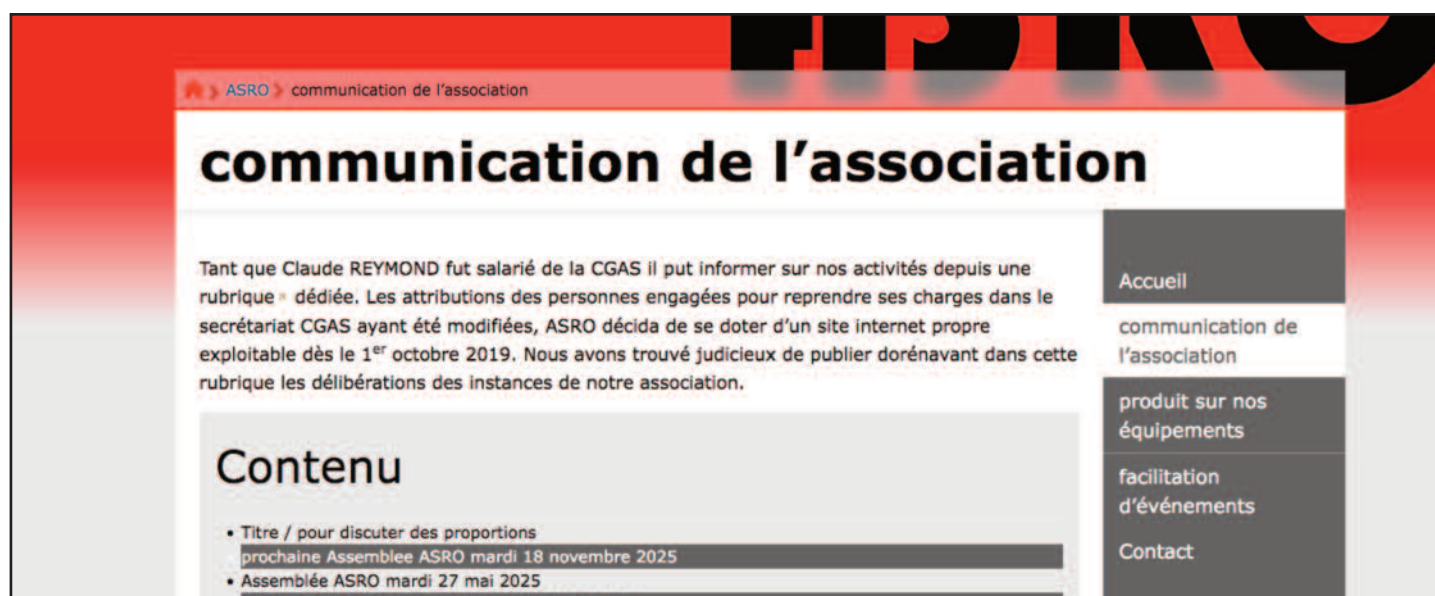 ASRO
ASRO communication de l'association
communication de l’association
Tant que Claude REYMOND fut salarié de la CGAS il put informer sur nos activités depuis une
rubrique dédiée. Les attributions des personnes engagées pour reprendre ses charges dans le
secrétariat CGAS ayant été modifiées, ASRO décida de se doter d’un site internet propre
exploitable dès le 1er octobre 2019. Nous avons trouvé judicieux de publier dorénavant dans cette
rubrique les délibérations des instances de notre association.
Contenu
• Titre / pour discuter des proportions
prochaine Assemblee ASRO mardi 18 novembre 2025
• Assemblée ASRO mardi 27 mai 2025
Accueil
communication de
l’association
produit sur nos
équipements
facilitation
d’événements
Contact